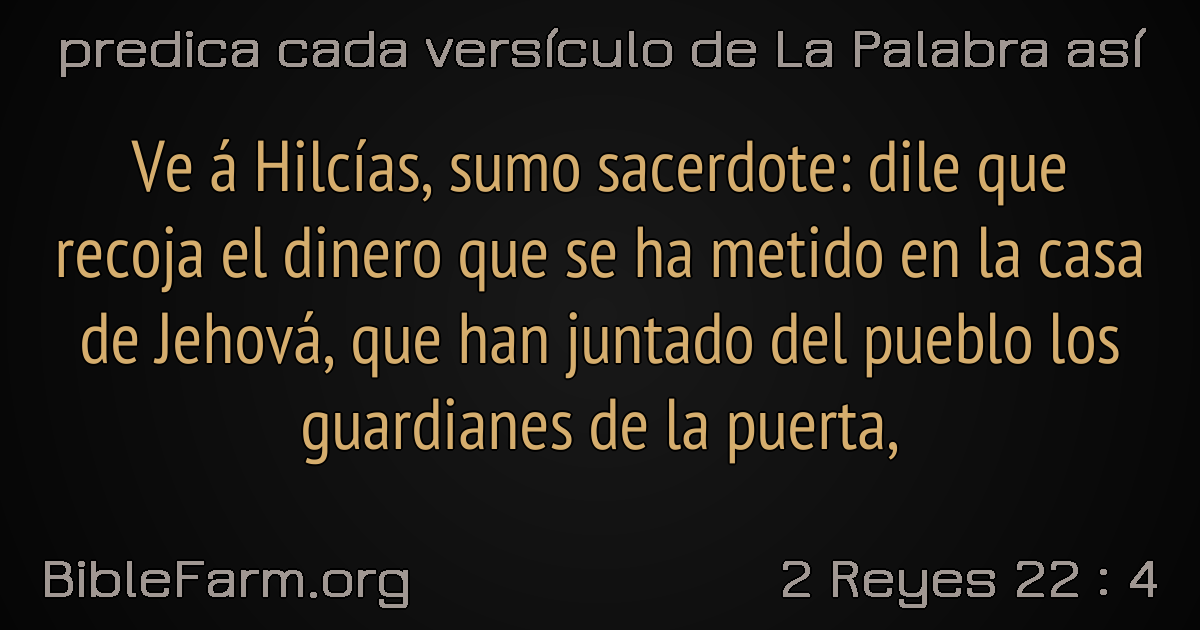 predica cada versículo de La Palabra así
Ve á Hilcías, sumo sacerdote: dile que
recoja el dinero que se ha metido en la casa
de Jehová, que han juntado del pueblo los
guardianes de la puerta,
BibleFarm.org
2 Reyes 22 : 4